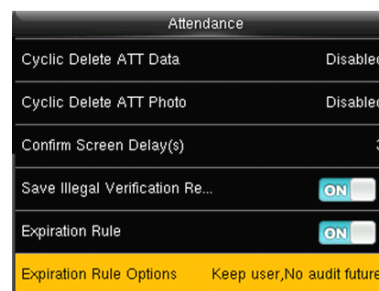 Attendance
Cyclic Delete ATT Data Disabled
Cyclic Delete ATT Photo Disabled
Confirm Screen Delay(s) 3
Save Illegal Verification Re... ON
Expiration Rule ON
Expiration Rule Options Keep user,No audit future